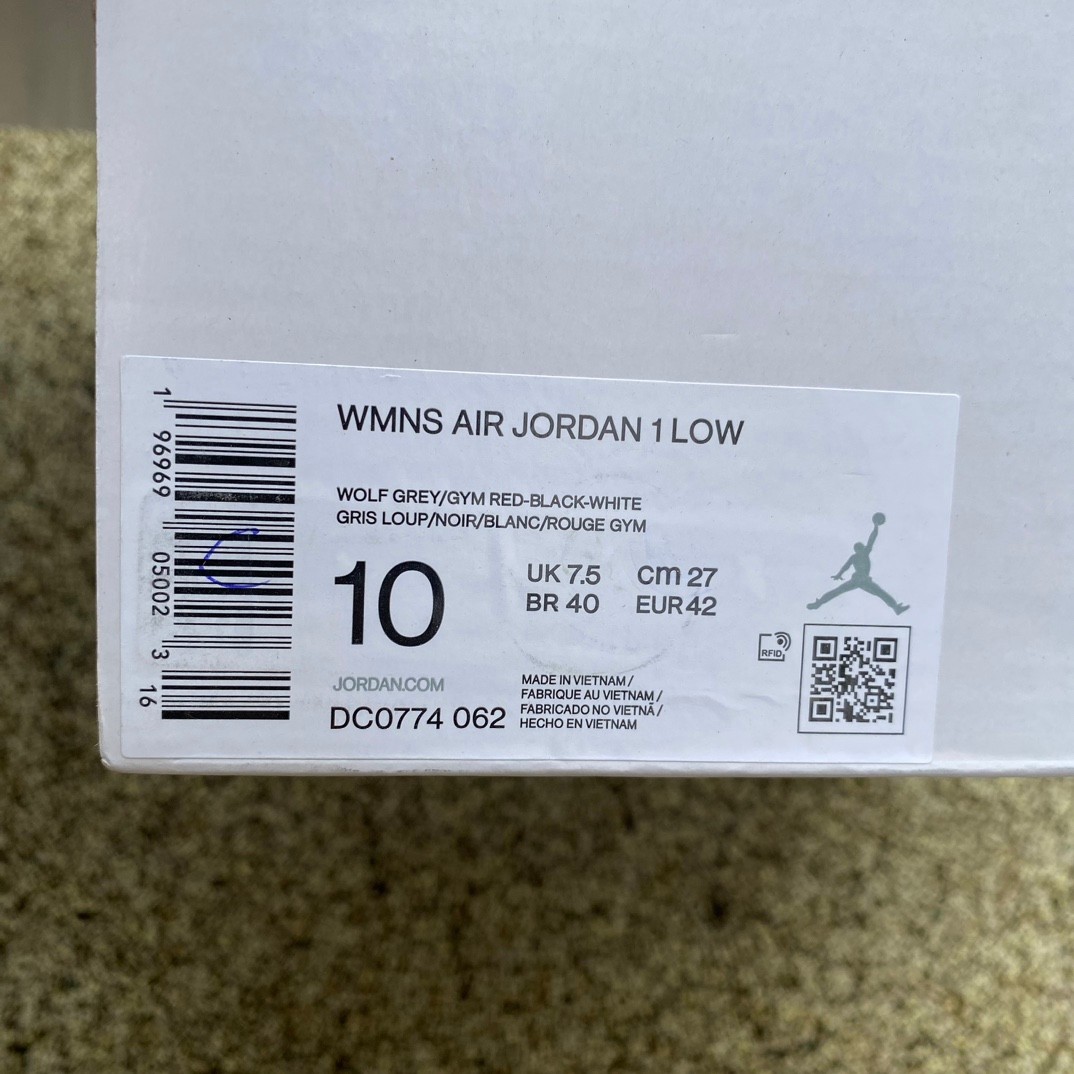 WMNS AIR JORDAN 1 LOW
WOLF GREY/GYM RED-BLACK-WHITE
GRIS LOUP/NOIR/BLANC/ROUGE GYM
10
UK 7.5 cm 27
BR 40 EUR 42
JORDAN.COM
DC0774 062
MADE IN VIETNAM /
FABRIQUE AU VIETNAM /
FABRICADO NO VIETNÃ /
HECHO EN VIETNAM
RFID
1 96969 05002 3 16
C